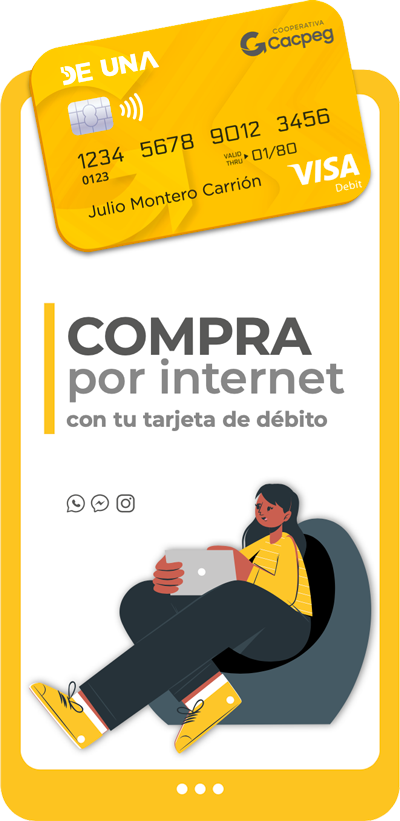 DE UNA
COOPERATIVA
Cacpeg
1234 5678 9012 3456
0123
VALID THRU 01/80
Julio Montero Carrión
VISA
Debit
COMPRA
por internet
con tu tarjeta de débito